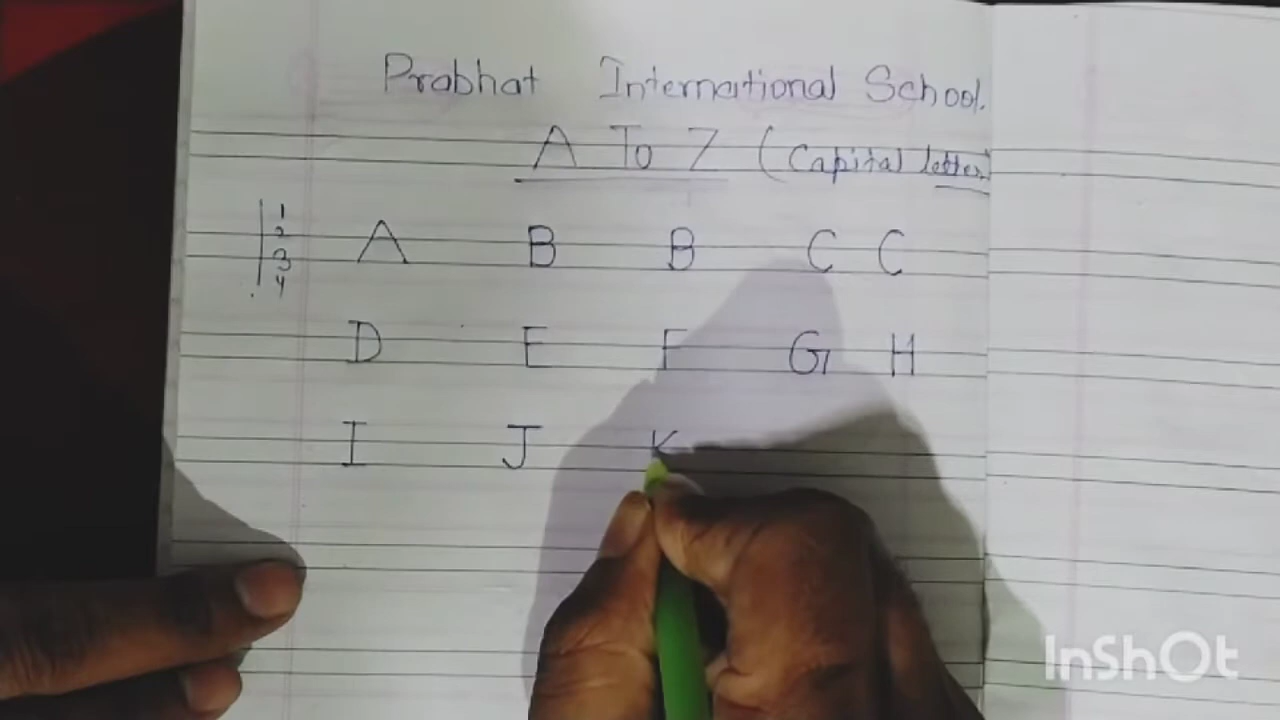 Prabhat International School.
A To Z (Capital letter)
1
2
3
4
A B B C C
D E F G H
I J K
InShOt